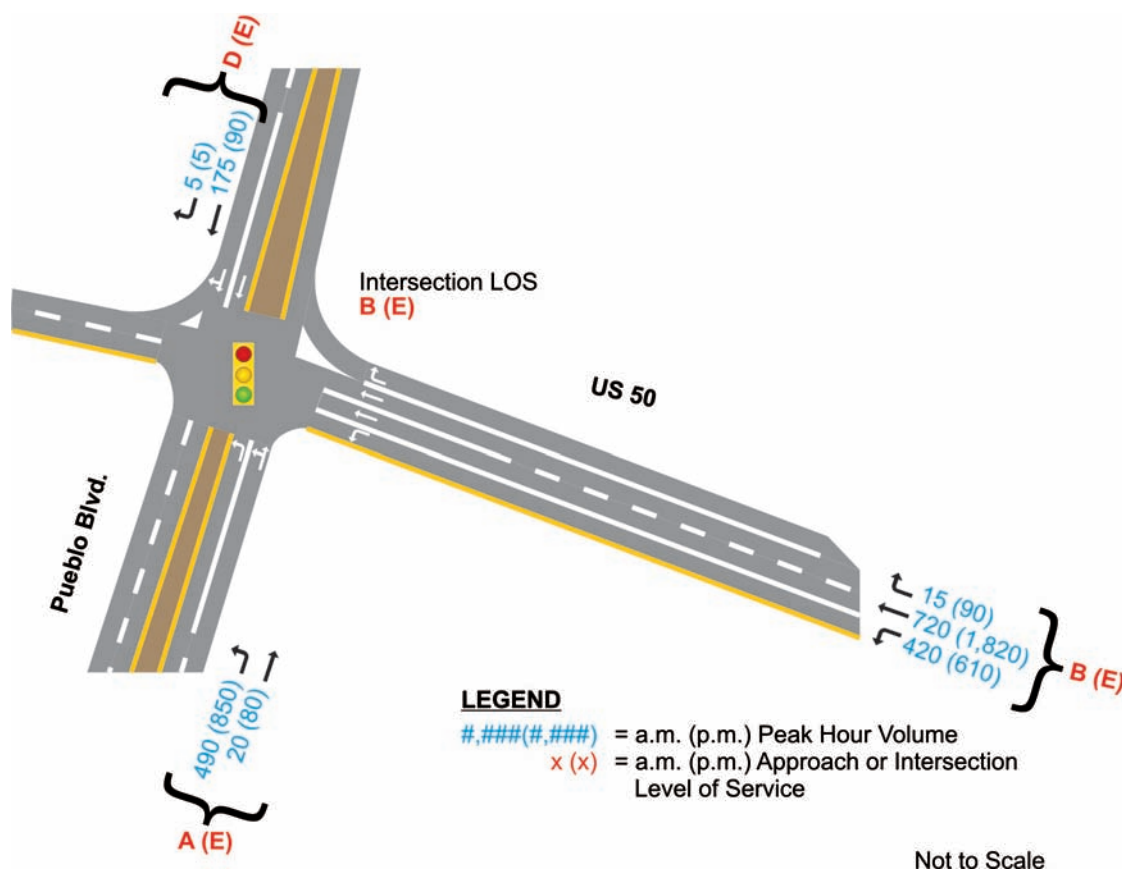 D (E)
5 (5)
175 (90)
Intersection LOS
B (E)
US 50
Pueblo Blvd.
15 (90)
720 (1,820)
420 (610)
B (E)
490 (850)
20 (80)
A (E)
LEGEND
#,###(#,###) = a.m. (p.m.) Peak Hour Volume
x (x) = a.m. (p.m.) Approach or Intersection
Level of Service
Not to Scale